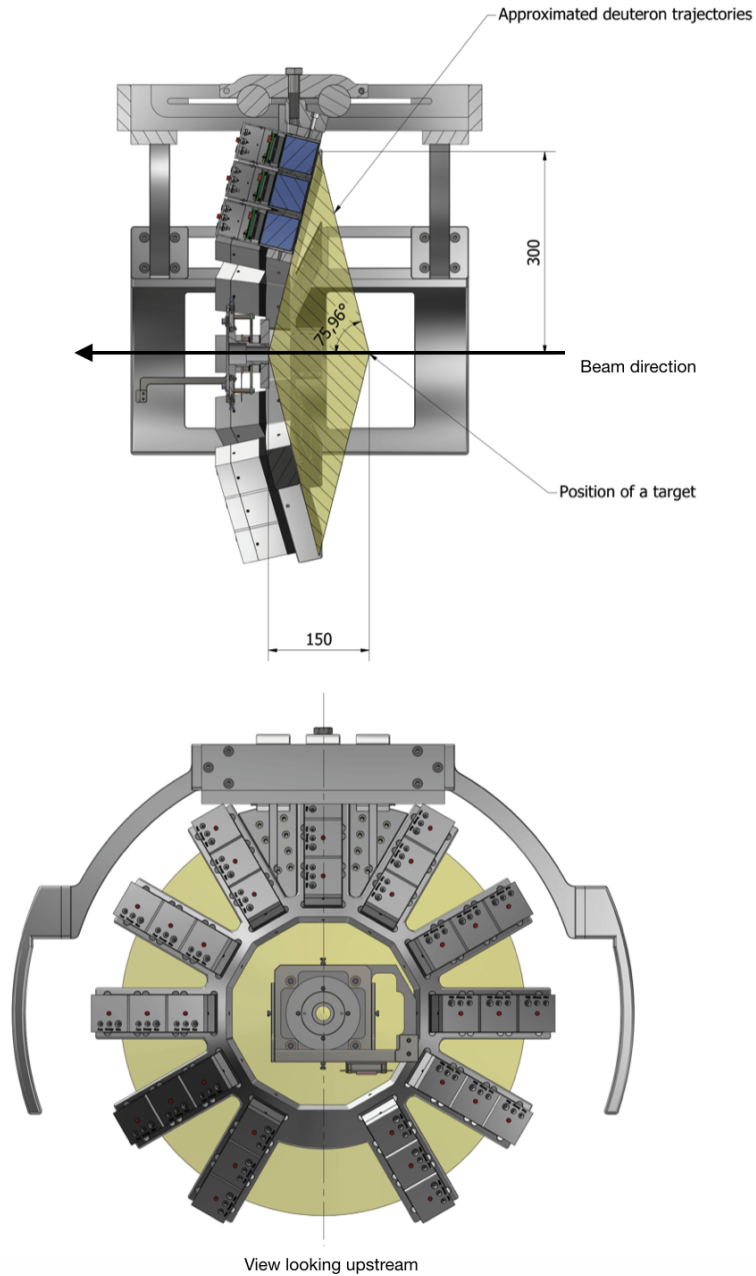 Approximated deuteron trajectories
300
75,96°
Beam direction
Position of a target
150
View looking upstream